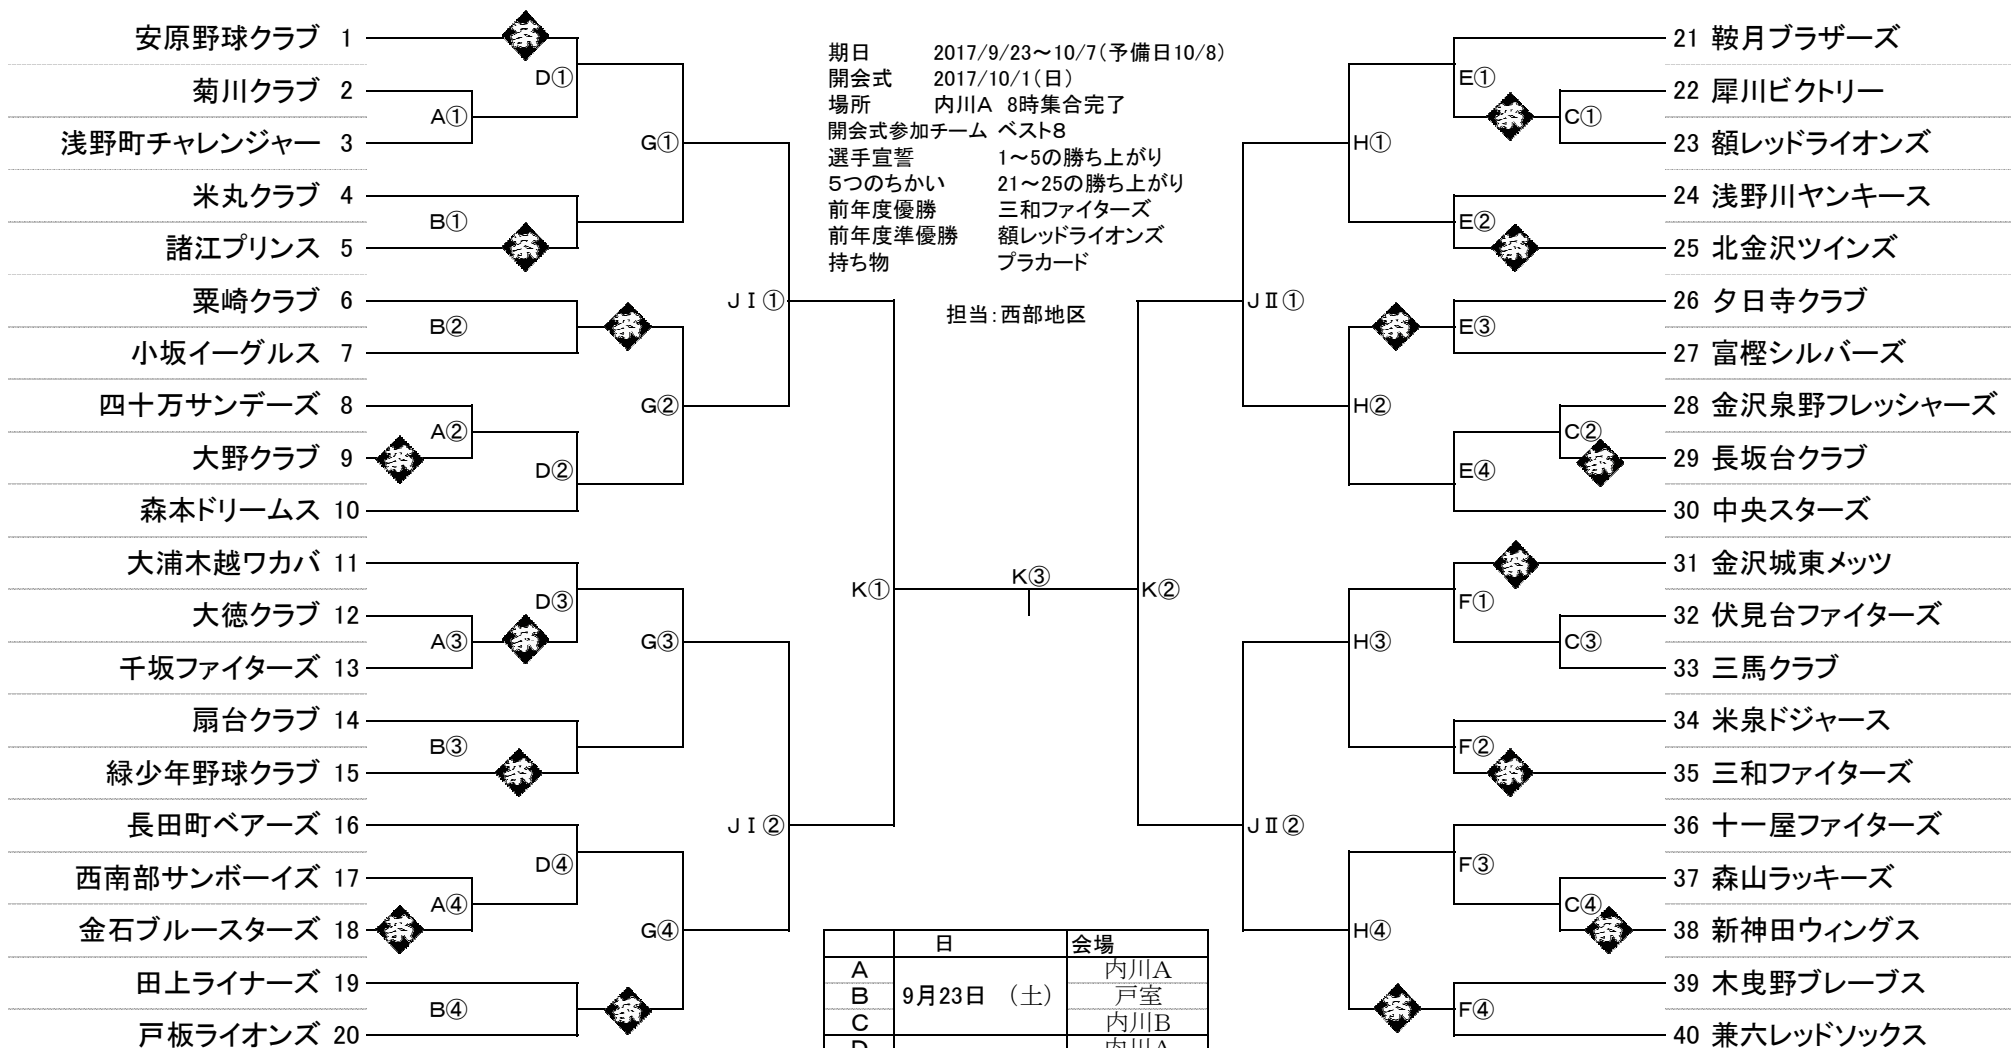 安原野球クラブ 1
菊川クラブ 2
浅野町チャレンジャー 3
米丸クラブ 4
諸江プリンス 5
粟崎クラブ 6
小坂イーグルス 7
四十万サンデーズ 8
大野クラブ 9
森本ドリームス 10
大浦木越ワカバ 11
大徳クラブ 12
千坂ファイターズ 13
扇台クラブ 14
緑少年野球クラブ 15
長田町ベアーズ 16
西南部サンボーイズ 17
金石ブルースターズ 18
田上ライナーズ 19
戸板ライオンズ 20
A①
B①
B②
A②
A③
B③
A④
B④
D①
D②
D③
D④
G①
G②
G③
G④
JⅠ①
JⅠ②
K①
K③
K②
期日 2017/9/23～10/7(予備日10/8)
開会式 2017/10/1(日)
場所 内川A 8時集合完了
開会式参加チーム ベスト8
選手宣誓 1～5の勝ち上がり
5つのちかい 21～25の勝ち上がり
前年度優勝 三和ファイターズ
前年度準優勝 額レッドライオンズ
持ち物 プラカード
担当:西部地区
日 会場
A 内川A
B 9月23日 (土) 戸室
C 内川B
D 内川A
JⅡ①
JⅡ②
H①
H②
H③
H④
E①
E②
E③
E④
F①
F②
F③
F④
C①
C②
C③
C④
21 鞍月ブラザーズ
22 犀川ビクトリー
23 額レッドライオンズ
24 浅野川ヤンキース
25 北金沢ツインズ
26 夕日寺クラブ
27 富樫シルバーズ
28 金沢泉野フレッシャーズ
29 長坂台クラブ
30 中央スターズ
31 金沢城東メッツ
32 伏見台ファイターズ
33 三馬クラブ
34 米泉ドジャース
35 三和ファイターズ
36 十一屋ファイターズ
37 森山ラッキーズ
38 新神田ウィングス
39 木曳野ブレーブス
40 兼六レッドソックス